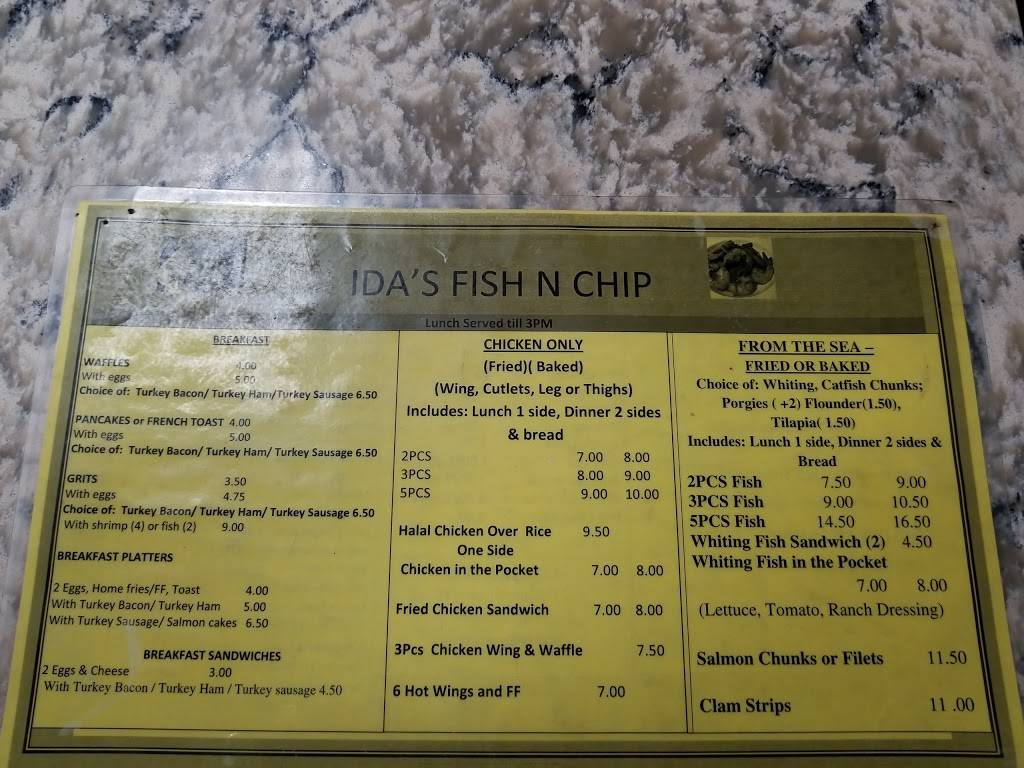 IDA'S FISH N CHIP
Lunch Served till 3PM
BREAKFAST
WAFFLES 4.00
With eggs 5.00
Choice of: Turkey Bacon/ Turkey Ham/Turkey Sausage 6.50
PANCAKES or FRENCH TOAST 4.00
With eggs 5.00
Choice of: Turkey Bacon/ Turkey Ham/ Turkey Sausage 6.50
GRITS 3.50
With eggs 4.75
Choice of: Turkey Bacon/ Turkey Ham/ Turkey Sausage 6.50
With shrimp (4) or fish (2) 9.00
BREAKFAST PLATTERS
2 Eggs, Home fries/FF, Toast 4.00
With Turkey Bacon/ Turkey Ham 5.00
With Turkey Sausage/ Salmon cakes 6.50
BREAKFAST SANDWICHES
2 Eggs & Cheese 3.00
With Turkey Bacon / Turkey Ham / Turkey sausage 4.50
CHICKEN ONLY
(Fried)( Baked)
(Wing, Cutlets, Leg or Thighs)
Includes: Lunch 1 side, Dinner 2 sides
& bread
2PCS 7.00 8.00
3PCS 8.00 9.00
5PCS 9.00 10.00
Halal Chicken Over Rice 9.50
One Side
Chicken in the Pocket 7.00 8.00
Fried Chicken Sandwich 7.00 8.00
3Pcs Chicken Wing & Waffle 7.50
6 Hot Wings and FF 7.00
FROM THE SEA –
FRIED OR BAKED
Choice of: Whiting, Catfish Chunks;
Porgies ( +2) Flounder(1.50),
Tilapia( 1.50)
Includes: Lunch 1 side, Dinner 2 sides &
Bread
2PCS Fish 7.50 9.00
3PCS Fish 9.00 10.50
5PCS Fish 14.50 16.50
Whiting Fish Sandwich (2) 4.50
Whiting Fish in the Pocket
7.00 8.00
(Lettuce, Tomato, Ranch Dressing)
Salmon Chunks or Filets 11.50
Clam Strips 11 .00